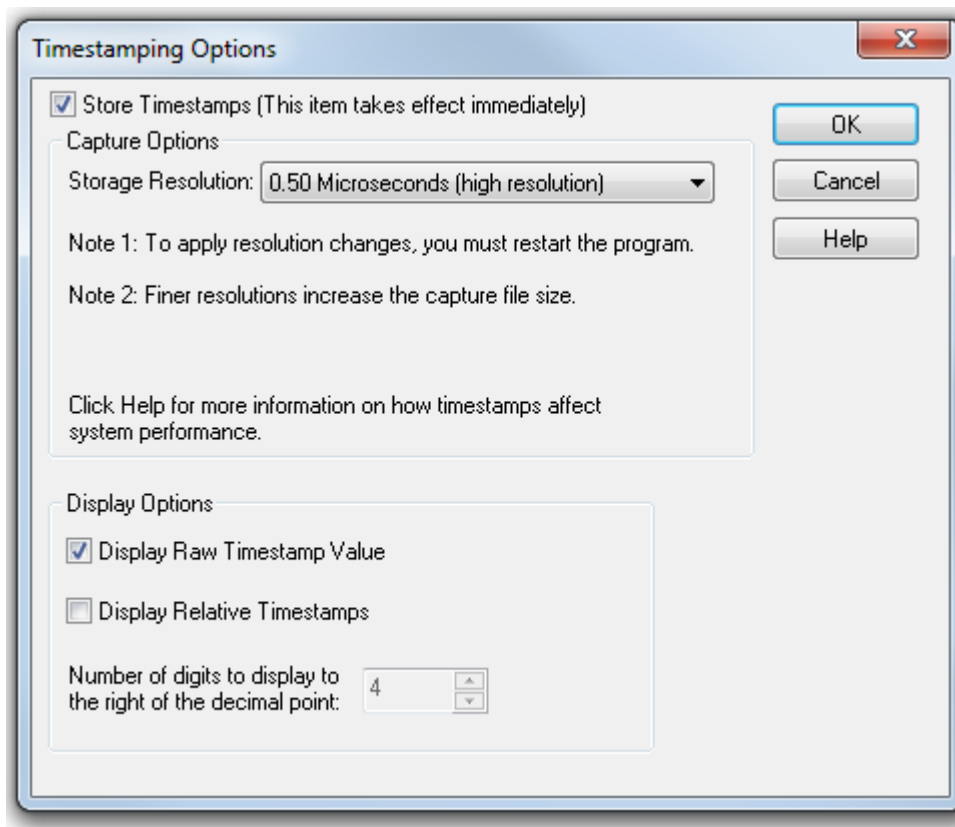 Timestamping Options
Store Timestamps (This item takes effect immediately)
OK
Capture Options
Storage Resolution: 0.50 Microseconds (high resolution)
Cancel
Note 1: To apply resolution changes, you must restart the program.
Help
Note 2: Finer resolutions increase the capture file size.
Click Help for more information on how timestamps affect
system performance.
Display Options
Display Raw Timestamp Value
Display Relative Timestamps
Number of digits to display to
the right of the decimal point: 4